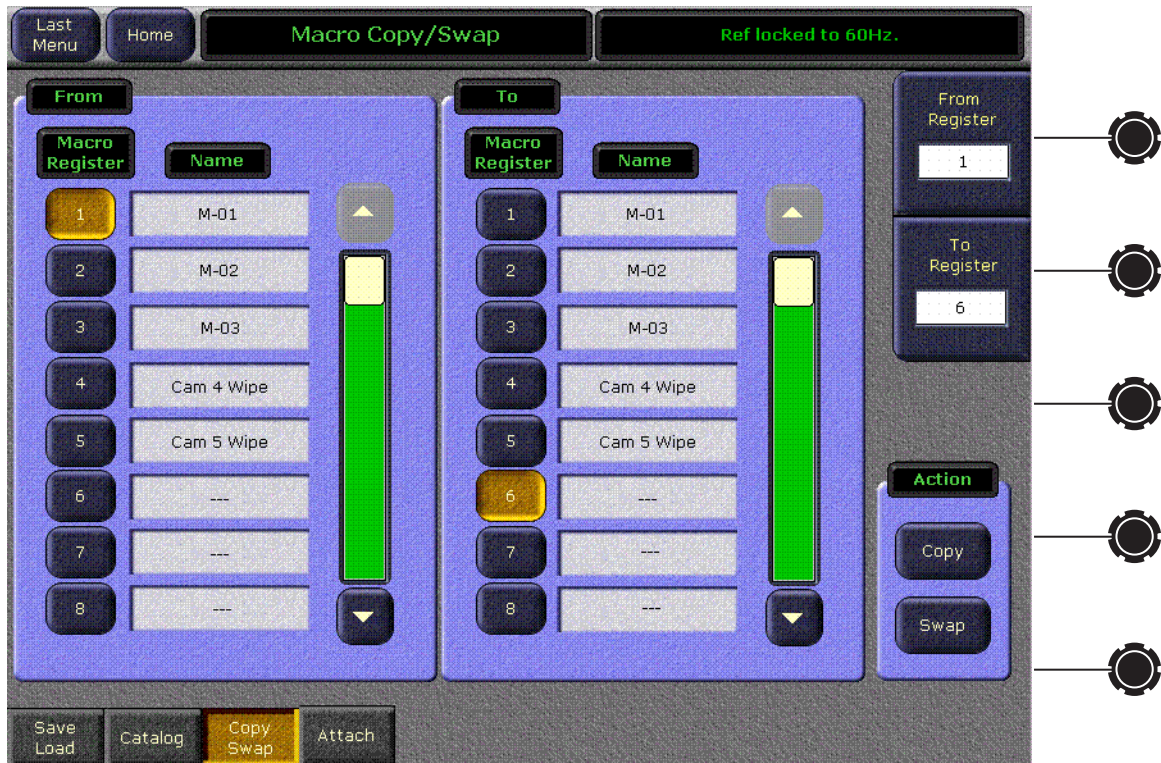 Last Menu
Home
Macro Copy/Swap
Ref locked to 60Hz.
From
Macro Register
Name
1 M-01
2 M-02
3 M-03
4 Cam 4 Wipe
5 Cam 5 Wipe
6 ---
7 ---
8 ---
To
Macro Register
Name
1 M-01
2 M-02
3 M-03
4 Cam 4 Wipe
5 Cam 5 Wipe
6 ---
7 ---
8 ---
From Register
1
To Register
6
Action
Copy
Swap
Save Load
Catalog
Copy Swap
Attach